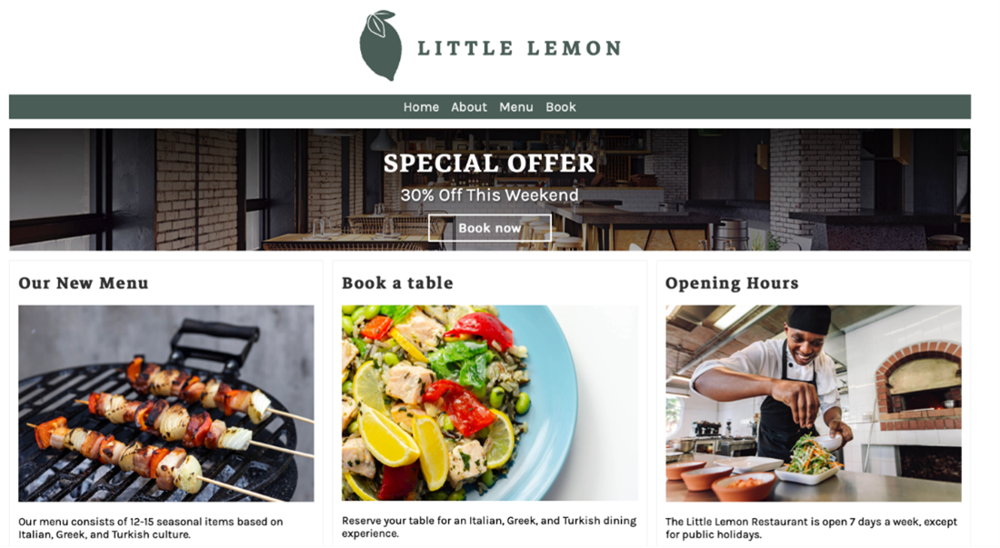 LITTLE LEMON
Home About Menu Book
SPECIAL OFFER
30% Off This Weekend
Book now
Our New Menu
Our menu consists of 12-15 seasonal items based on
Italian, Greek, and Turkish culture.
Book a table
Reserve your table for an Italian, Greek, and Turkish dining
experience.
Opening Hours
The Little Lemon Restaurant is open 7 days a week, except
for public holidays.